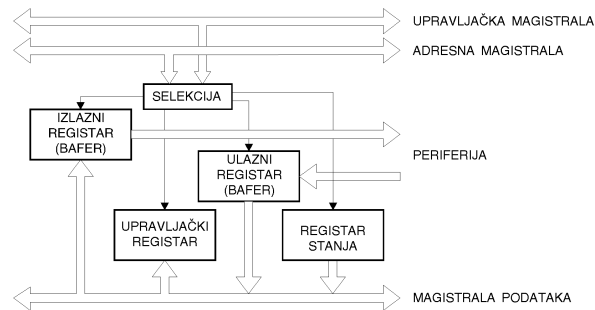 UPRAVLJAČKA MAGISTRALA
ADRESNA MAGISTRALA
SELEKCIJA
IZLAZNI
REGISTAR
(BAFER)
ULAZNI
REGISTAR
(BAFER)
PERIFERIJA
UPRAVLJAČKI
REGISTAR
REGISTAR
STANJA
MAGISTRALA PODATAKA